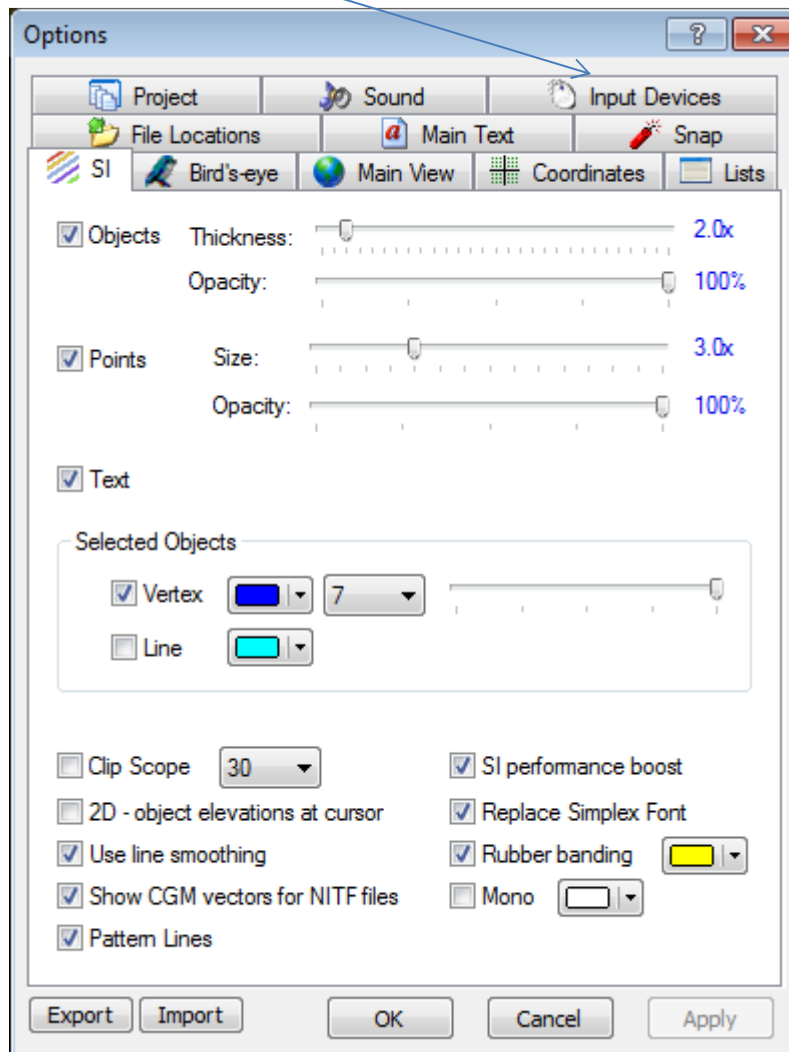 Options
Project Sound Input Devices
File Locations a Main Text Snap
SI Bird's-eye Main View Coordinates Lists
Objects Thickness: 2.0x
Opacity: 100%
Points Size: 3.0x
Opacity: 100%
Text
Selected Objects
Vertex 7
Line
Clip Scope 30 SI performance boost
2D - object elevations at cursor Replace Simplex Font
Use line smoothing Rubber banding
Show CGM vectors for NITF files Mono
Pattern Lines
Export Import OK Cancel Apply